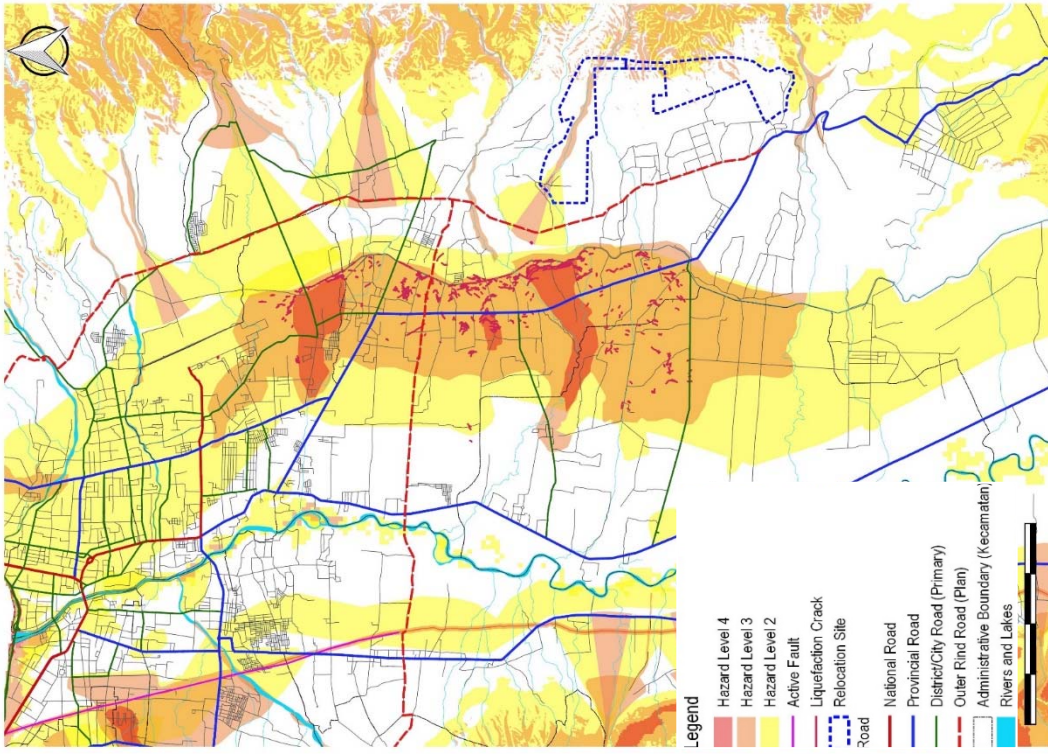 Legend
Hazard Level 4
Hazard Level 3
Hazard Level 2
Active Fault
Liquetaction Crack
Relocation Site
Road
National Road
Provincial Road
District/City Road (Primary)
Outer Rind Road (Plan)
Administrative Boundary (Kecamatan)
Rivers and Lakes